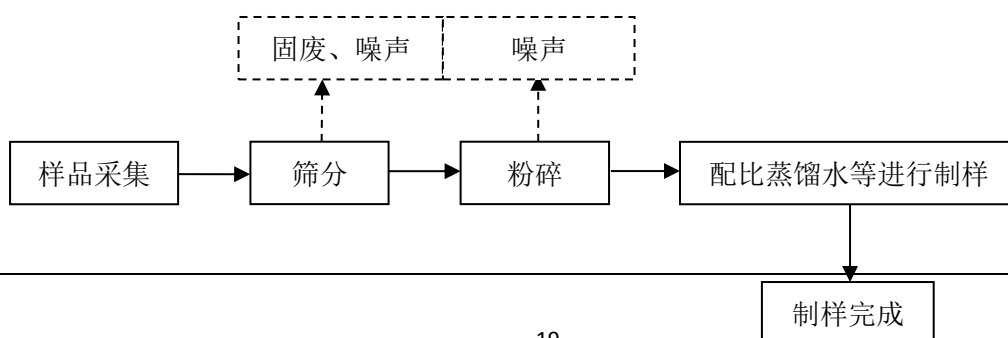 固废、噪声
噪声
样品采集
筛分
粉碎
配比蒸馏水等进行制样
制样完成